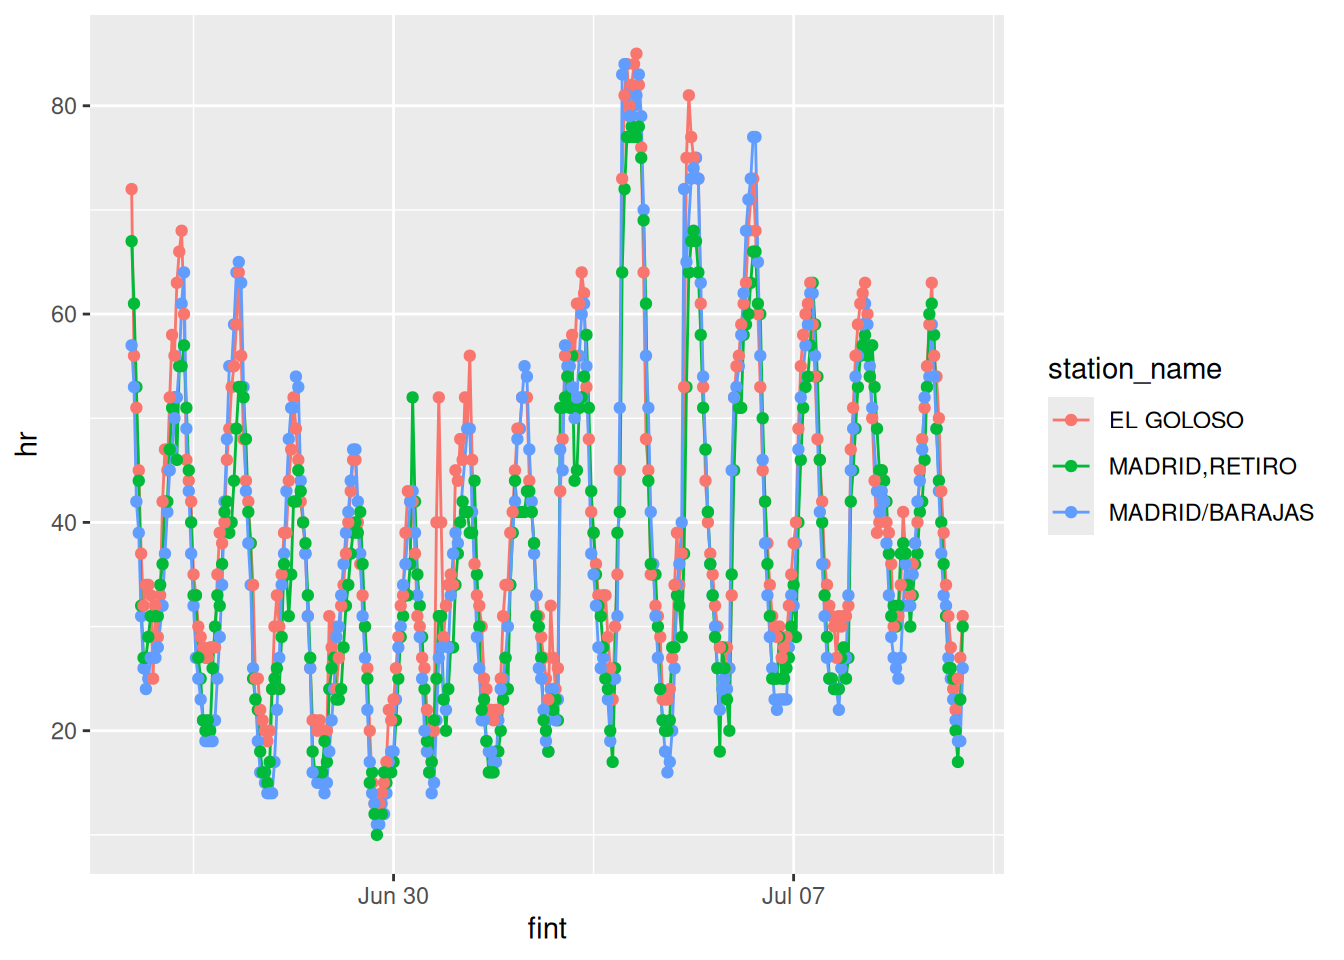 80
60
40
20
hr
Jun 30
Jul 07
fint
station_name
EL GOLOSO
MADRID,RETIRO
MADRID/BARAJAS